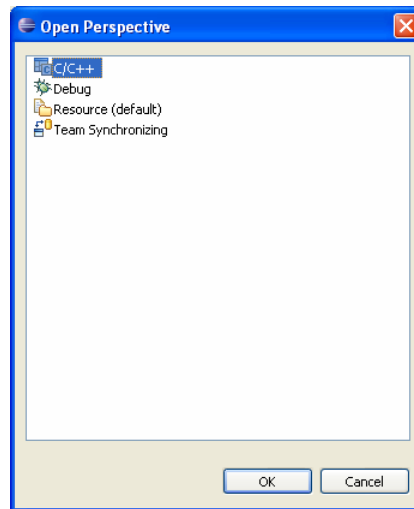 Open Perspective
C/C++
Debug
Resource (default)
Team Synchronizing
OK
Cancel